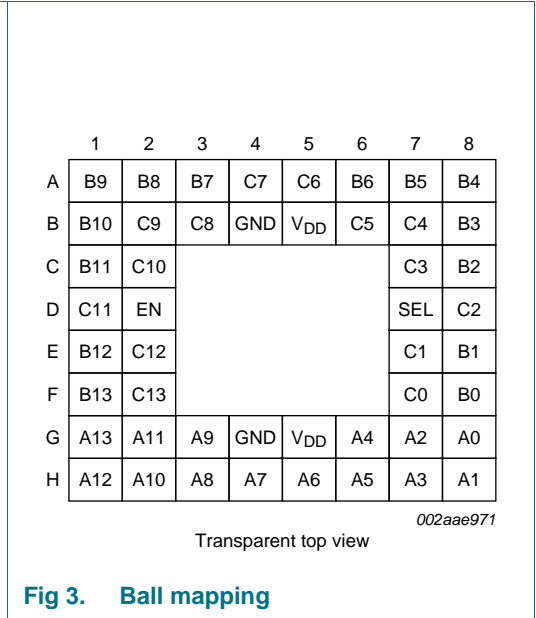 1 2 3 4 5 6 7 8
A B9 B8 B7 C7 C6 B6 B5 B4
B B10 C9 C8 GND VDD C5 C4 B3
C B11 C10 C3 B2
D C11 EN SEL C2
E B12 C12 C1 B1
F B13 C13 C0 B0
G A13 A11 A9 GND VDD A4 A2 A0
H A12 A10 A8 A7 A6 A5 A3 A1
002aae971
Transparent top view
Fig 3. Ball mapping